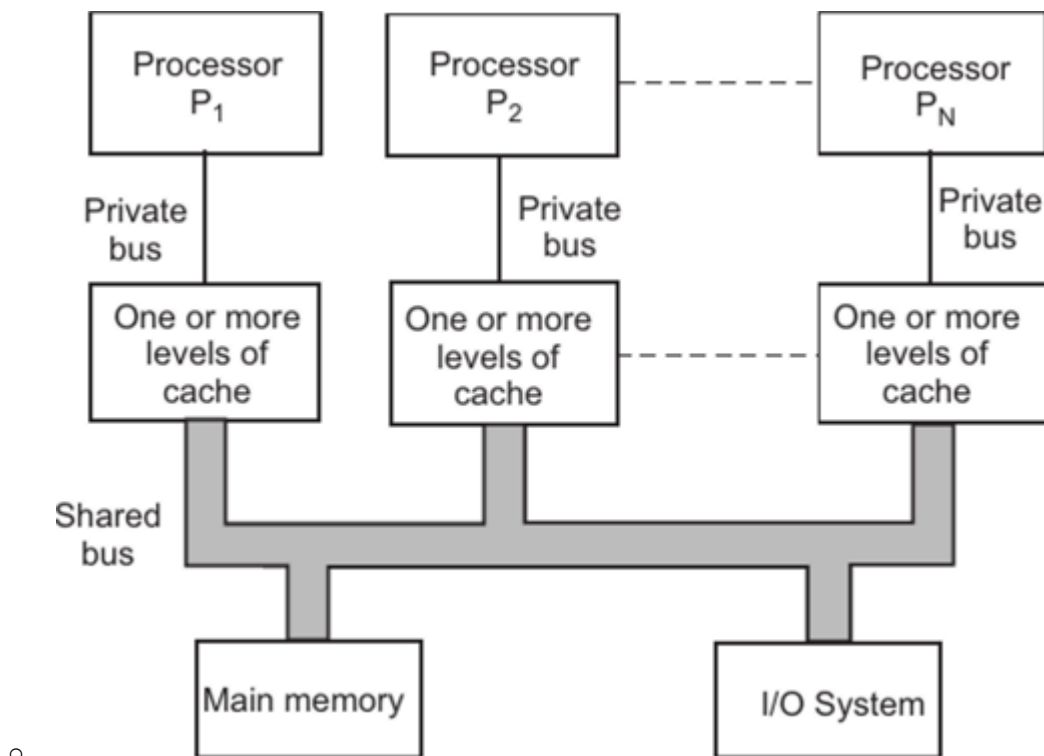 Processor
P₁
Processor
P₂
Processor
P_N
Private
bus
Private
bus
Private
bus
One or more
levels of
cache
One or more
levels of
cache
One or more
levels of
cache
Shared
bus
Main memory
I/O System